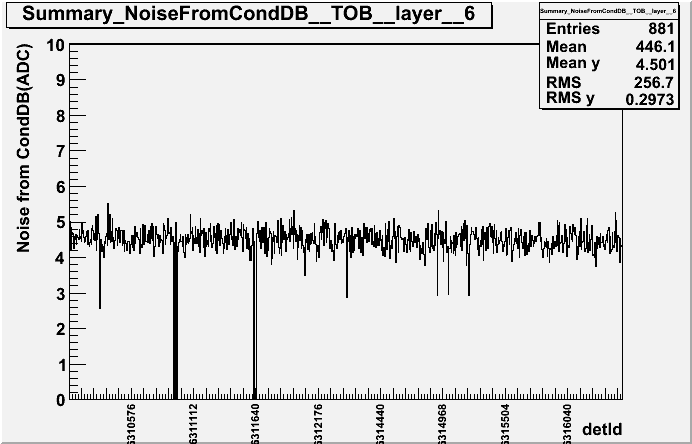 Summary_NoiseFromCondDB__TOB__layer__6
Summary_NoiseFromCondDB__TOB__layer__6
Entries 881
Mean 446.1
Mean y 4.501
RMS 256.7
RMS y 0.2973
Noise from CondDB(ADC)
10
9
8
7
6
5
4
3
2
1
0
6310576
6311112
6311640
6312176
6314440
6314968
6315504
6316040
detId